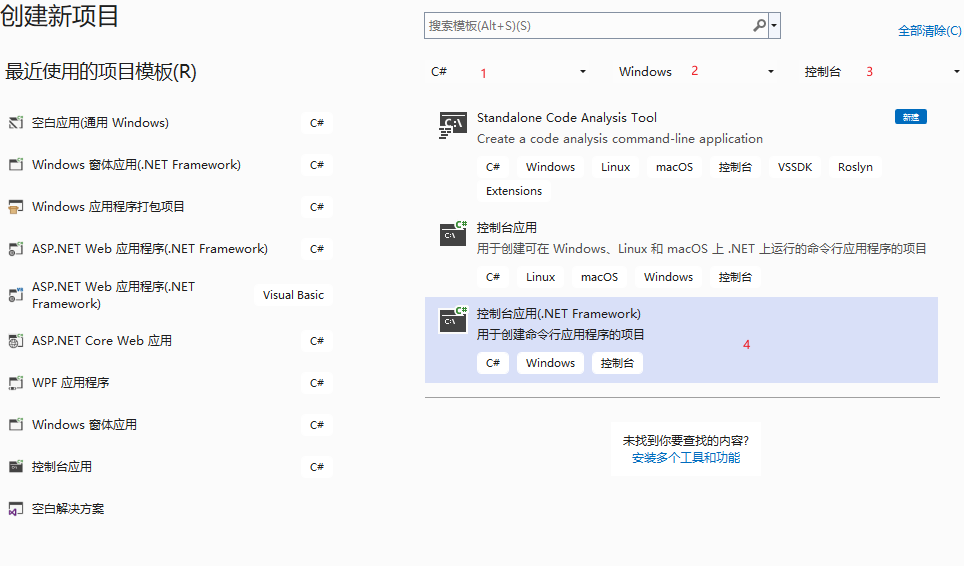 创建新项目
最近使用的项目模板(R)
空白应用(通用 Windows)
C#
Windows 窗体应用(.NET Framework)
C#
Windows 应用程序打包项目
C#
ASP.NET Web 应用程序(.NET Framework)
C#
ASP.NET Web 应用程序(.NET
Framework)
Visual Basic
ASP.NET Core Web 应用
C#
WPF 应用程序
C#
Windows 窗体应用
C#
控制台应用
C#
空白解决方案
搜索模板(Alt+S)(S)
全部清除(C)
C# 1 Windows 2 控制台 3
Standalone Code Analysis Tool 新建
Create a code analysis command-line application
C# Windows Linux macOS 控制台 VSSDK Roslyn
Extensions
控制台应用
用于创建可在 Windows、Linux 和 macOS 上 .NET 上运行的命令行应用程序的项目
C# Linux macOS Windows 控制台
控制台应用(.NET Framework)
用于创建命令行应用程序的项目
4
C# Windows 控制台
未找到你要查找的内容?
安装多个工具和功能